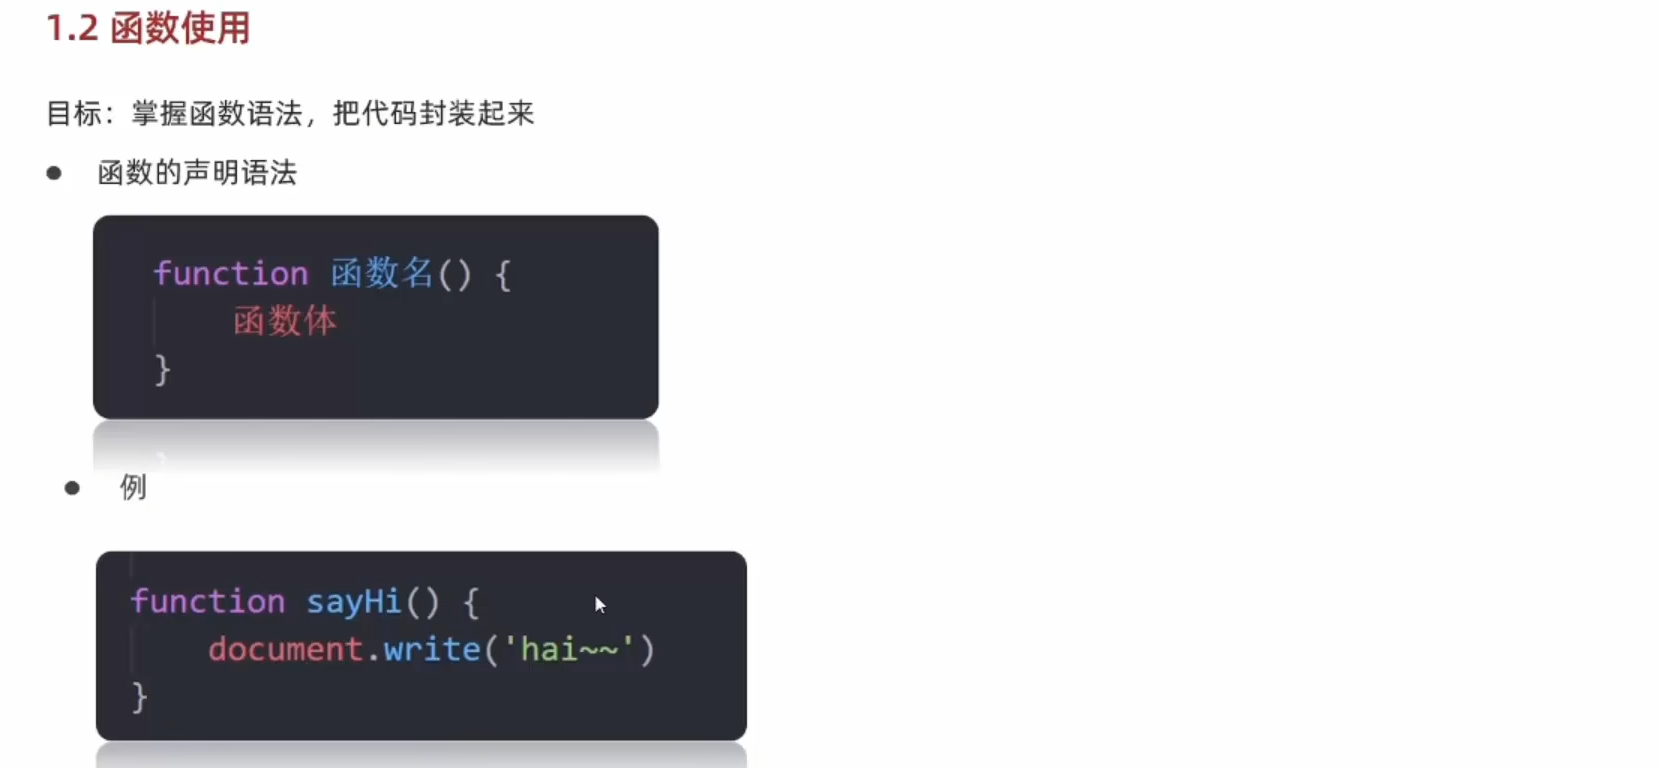 1.2 函数使用
目标：掌握函数语法，把代码封装起来
● 函数的声明语法
function 函数名() {
函数体
}
● 例
function sayHi() {
document.write('hai~~')
}